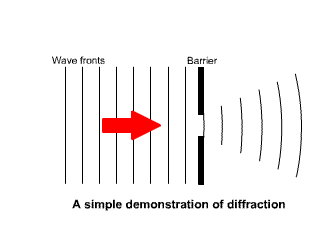 Wave fronts
Barrier
A simple demonstration of diffraction